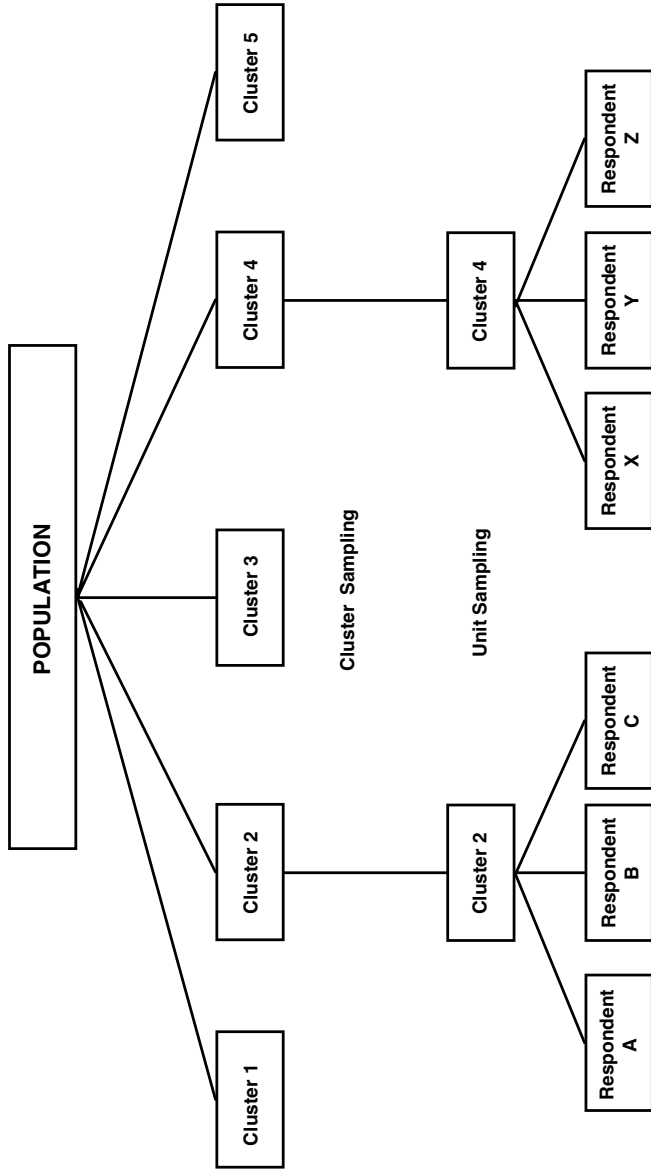 POPULATION
Cluster 1
Cluster 2
Cluster 3
Cluster 4
Cluster 5
Cluster Sampling
Cluster 2
Cluster 4
Unit Sampling
Respondent
A
Respondent
B
Respondent
C
Respondent
X
Respondent
Y
Respondent
Z